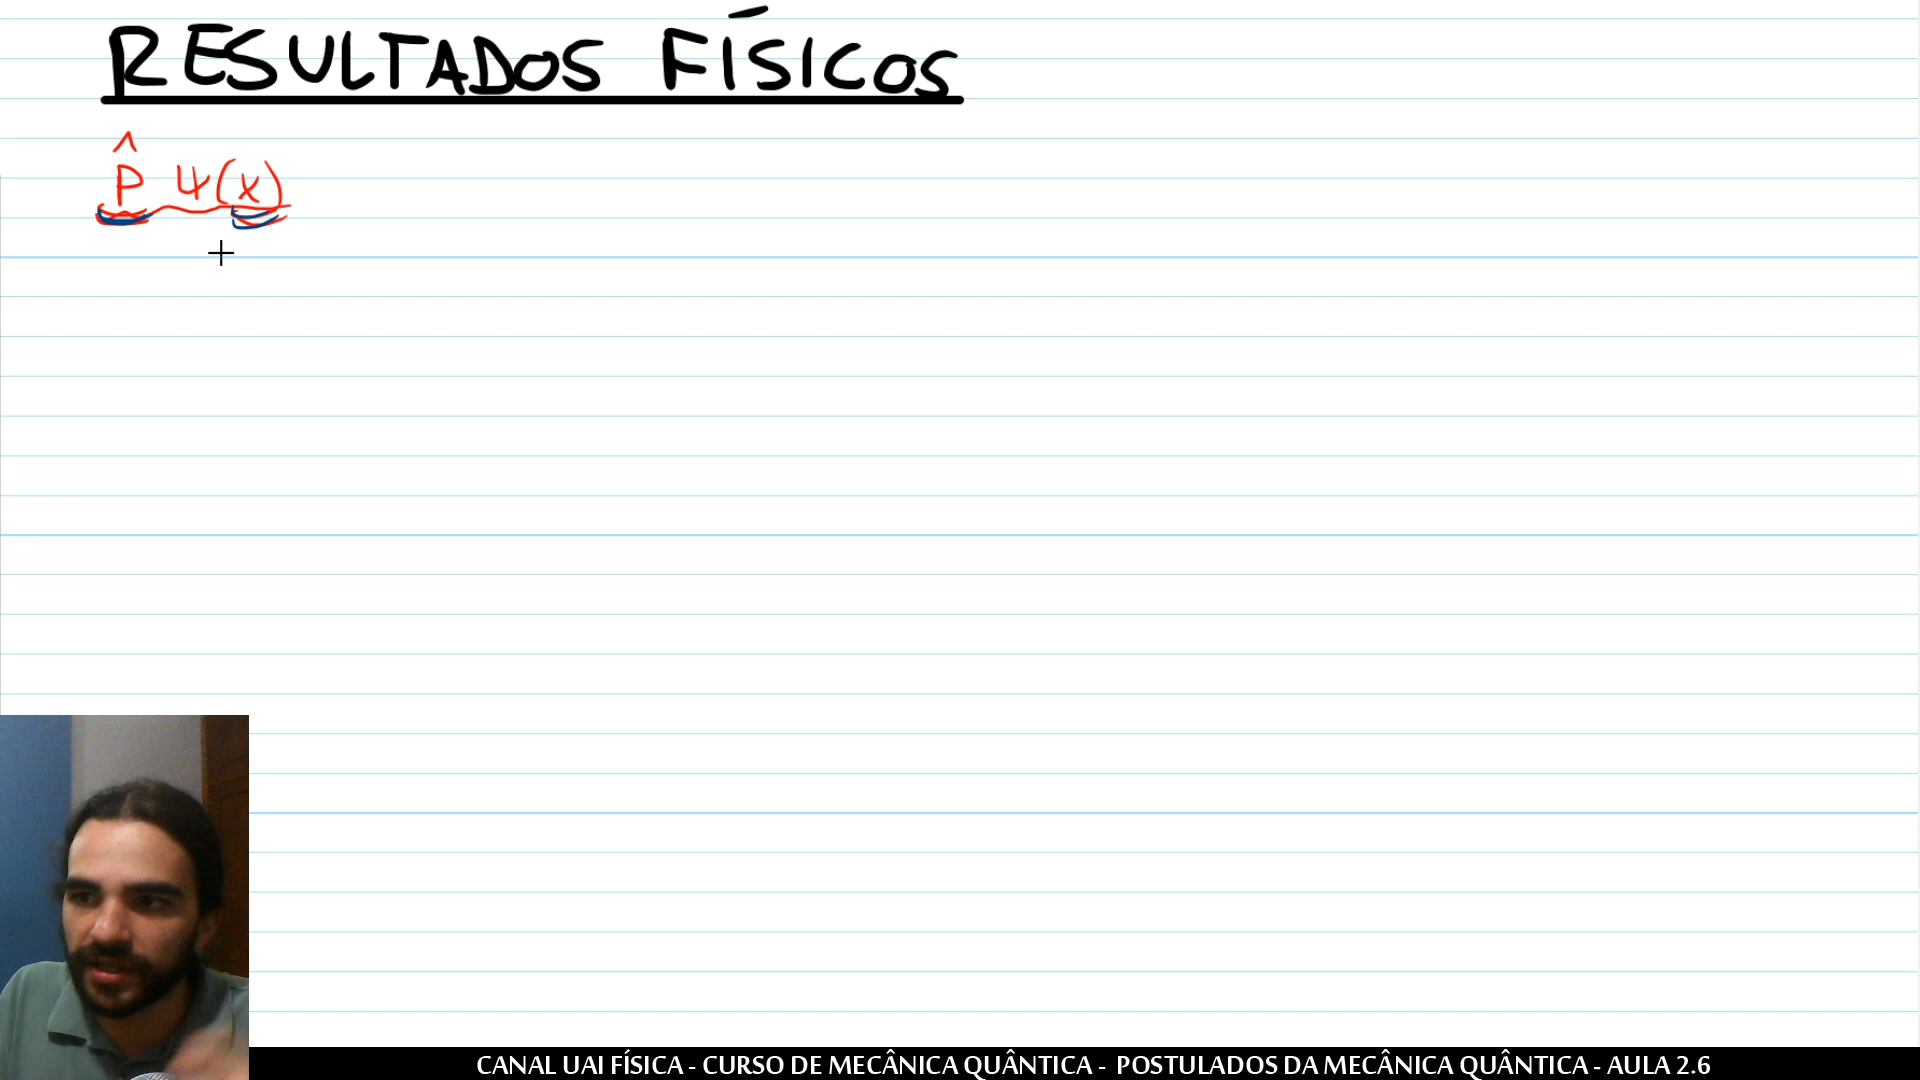 RESULTADOS FÍSICOS
P̂ Ψ(x)
CANAL UAI FÍSICA - CURSO DE MECÂNICA QUÂNTICA - POSTULADOS DA MECÂNICA QUÂNTICA - AULA 2.6